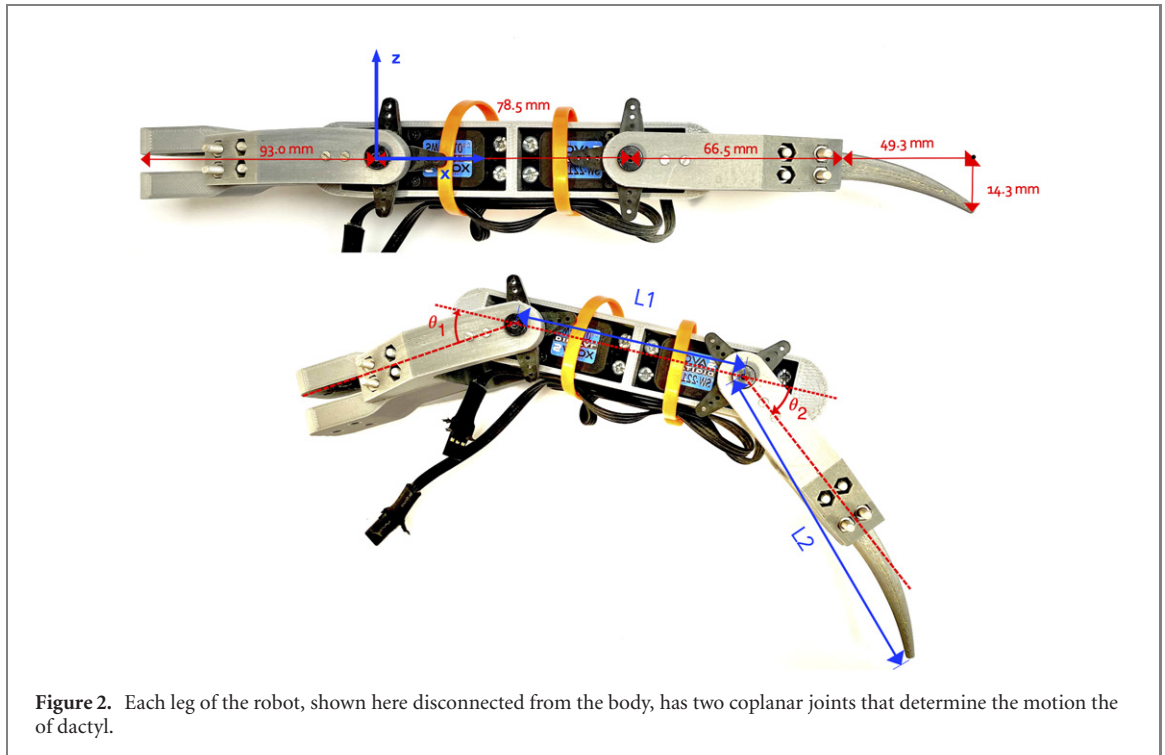 z
78.5 mm
93.0 mm
66.5 mm
49.3 mm
x
14.3 mm
L1
θ1
θ2
L2
Figure 2. Each leg of the robot, shown here disconnected from the body, has two coplanar joints that determine the motion the
of dactyl.